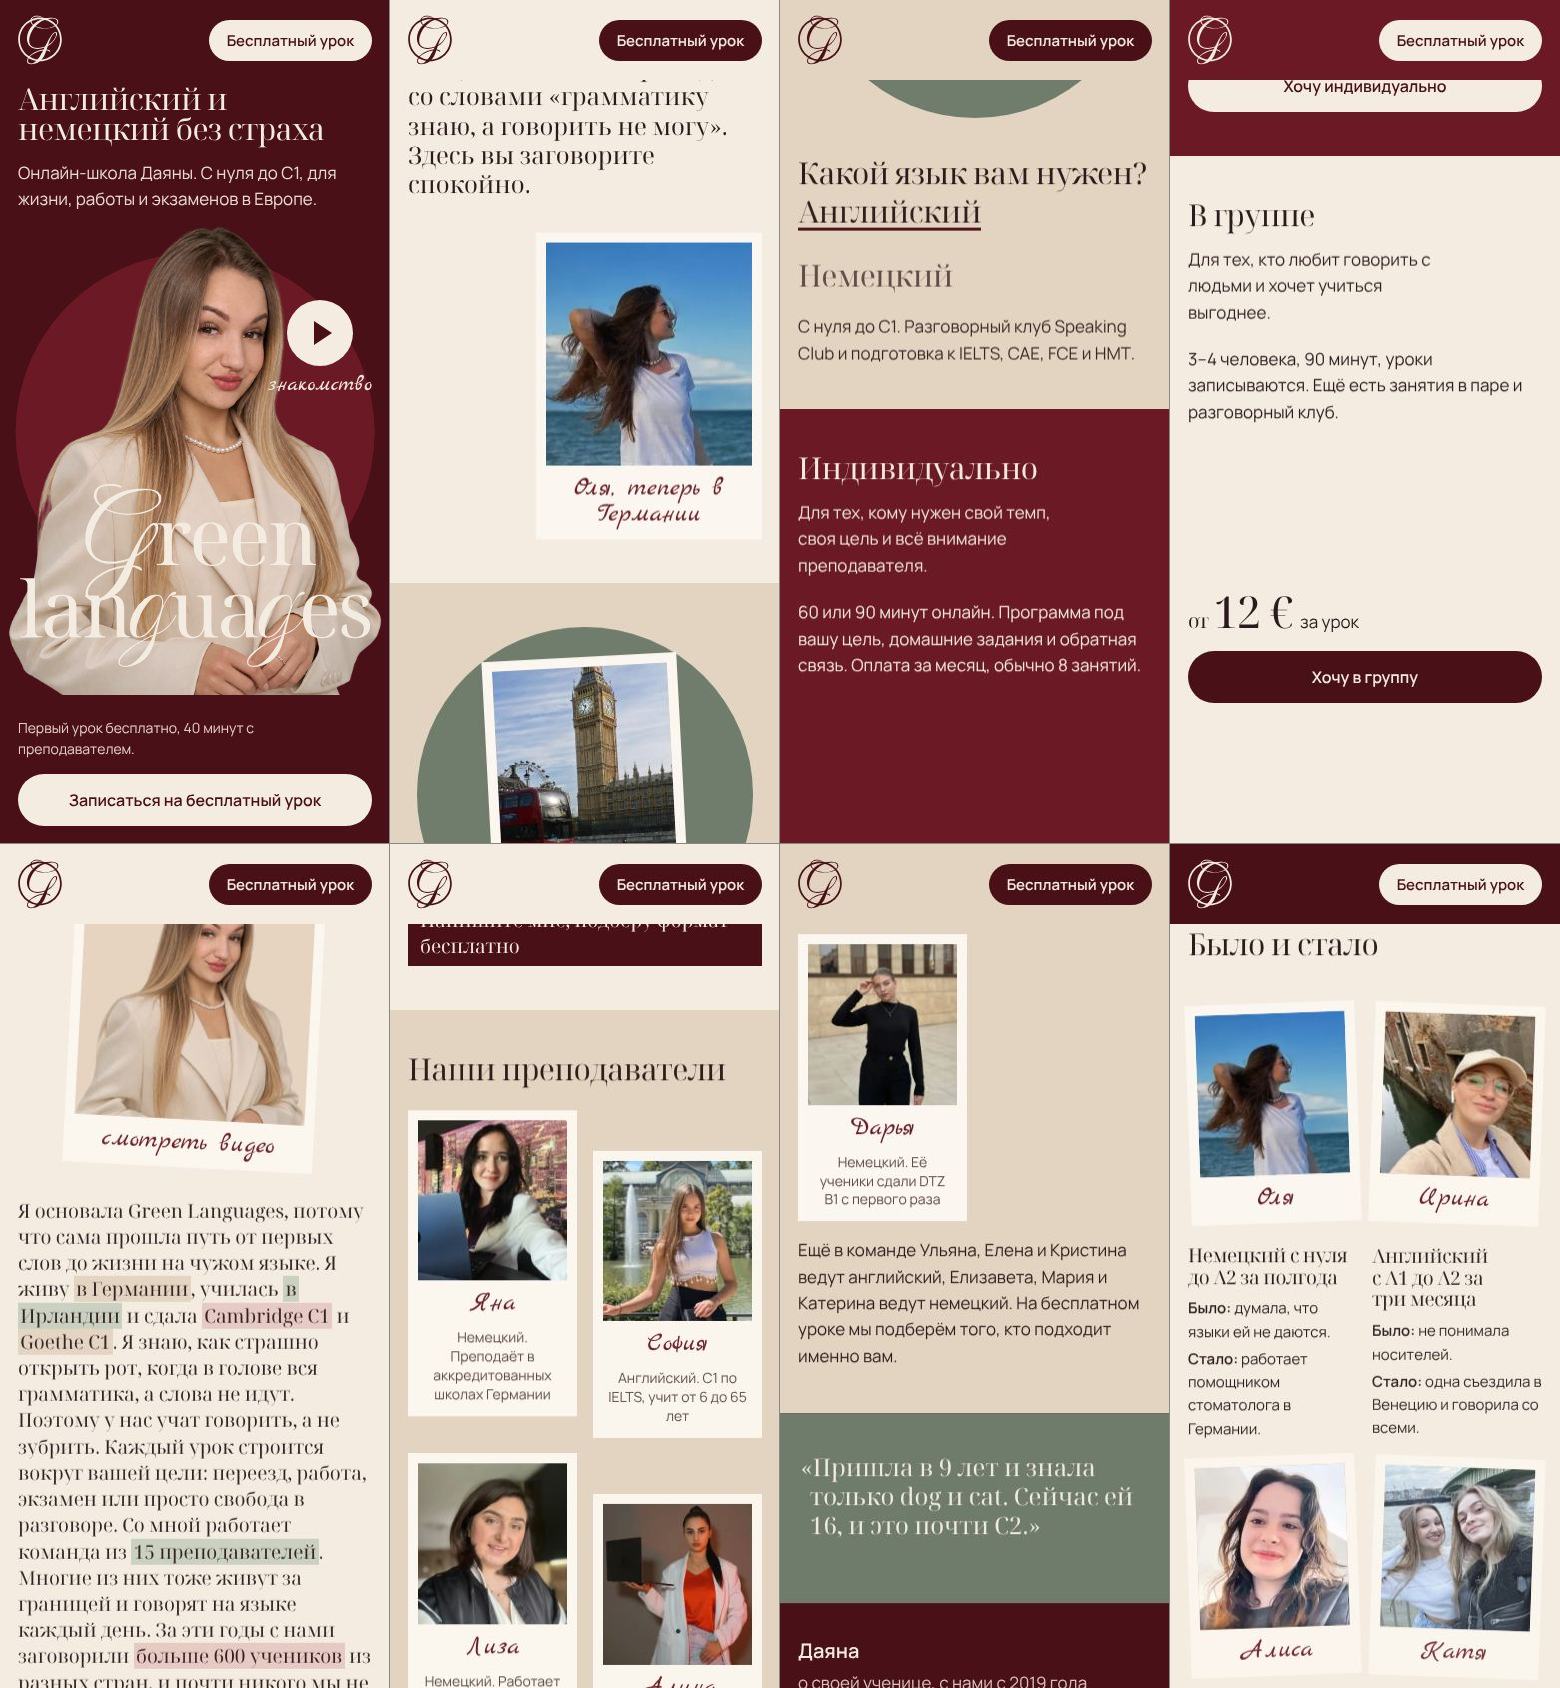 Бесплатный урок
Английский и
немецкий без страха
Онлайн-школа Даяны. С нуля до C1, для
жизни, работы и экзаменов в Европе.
знакомство
Green
languages
Первый урок бесплатно, 40 минут с
преподавателем.
Записаться на бесплатный урок
Бесплатный урок
со словами «грамматику
знаю, а говорить не могу».
Здесь вы заговорите
спокойно.
Оля, теперь в
Германии
Бесплатный урок
Какой язык вам нужен?
Английский
Немецкий
С нуля до C1. Разговорный клуб Speaking
Club и подготовка к IELTS, CAE, FCE и НМТ.
Индивидуально
Для тех, кому нужен свой темп,
своя цель и всё внимание
преподавателя.
60 или 90 минут онлайн. Программа под
вашу цель, домашние задания и обратная
связь. Оплата за месяц, обычно 8 занятий.
Бесплатный урок
Хочу индивидуально
В группе
Для тех, кто любит говорить с
людьми и хочет учиться
выгоднее.
3–4 человека, 90 минут, уроки
записываются. Ещё есть занятия в паре и
разговорный клуб.
от 12 € за урок
Хочу в группу
Бесплатный урок
смотреть видео
Я основала Green Languages, потому
что сама прошла путь от первых
слов до жизни на чужом языке. Я
живу в Германии, училась в
Ирландии и сдала Cambridge C1 и
Goethe C1. Я знаю, как страшно
открыть рот, когда в голове вся
грамматика, а слова не идут.
Поэтому у нас учат говорить, а не
зубрить. Каждый урок строится
вокруг вашей цели: переезд, работа,
экзамен или просто свобода в
разговоре. Со мной работает
команда из 15 преподавателей.
Многие из них тоже живут за
границей и говорят на языке
каждый день. За эти годы с нами
заговорили больше 600 учеников из
разных стран, и почти никого мы не
Бесплатный урок
Напишите мне, подберу формат
бесплатно
Наши преподаватели
Яна
Немецкий.
Преподаёт в
аккредитованных
школах Германии
София
Английский. C1 по
IELTS, учит от 6 до 65
лет
Лиза
Немецкий. Работает
Алина
Бесплатный урок
Дарья
Немецкий. Её
ученики сдали DTZ
B1 с первого раза
Ещё в команде Ульяна, Елена и Кристина
ведут английский, Елизавета, Мария и
Катерина ведут немецкий. На бесплатном
уроке мы подберём того, кто подходит
именно вам.
«Пришла в 9 лет и знала
только dog и cat. Сейчас ей
16, и это почти C2.»
Даяна
о своей ученице, с нами с 2019 года
Бесплатный урок
Было и стало
Оля
Немецкий с нуля
до A2 за полгода
Было: думала, что
языки ей не даются.
Стало: работает
помощником
стоматолога в
Германии.
Ирина
Английский
с A1 до A2 за
три месяца
Было: не понимала
носителей.
Стало: одна съездила в
Венецию и говорила со
всеми.
Алиса
Катя